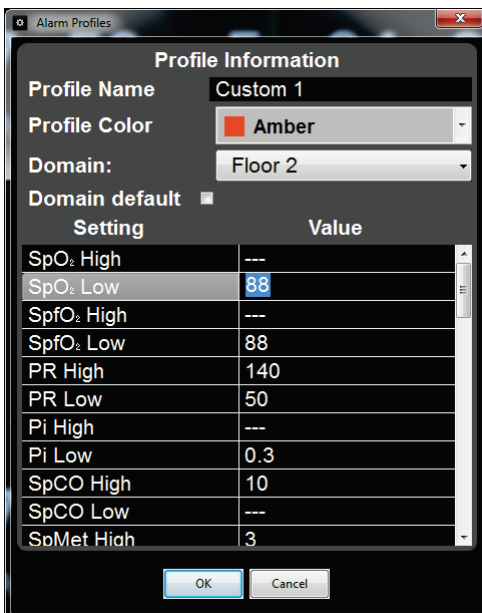 Alarm Profiles
Profile Information
Profile Name Custom 1
Profile Color Amber
Domain: Floor 2
Domain default
Setting Value
SpO₂ High ---
SpO₂ Low 88
SpfO₂ High ---
SpfO₂ Low 88
PR High 140
PR Low 50
Pi High ---
Pi Low 0.3
SpCO High 10
SpCO Low ---
SpMet High 3
OK Cancel